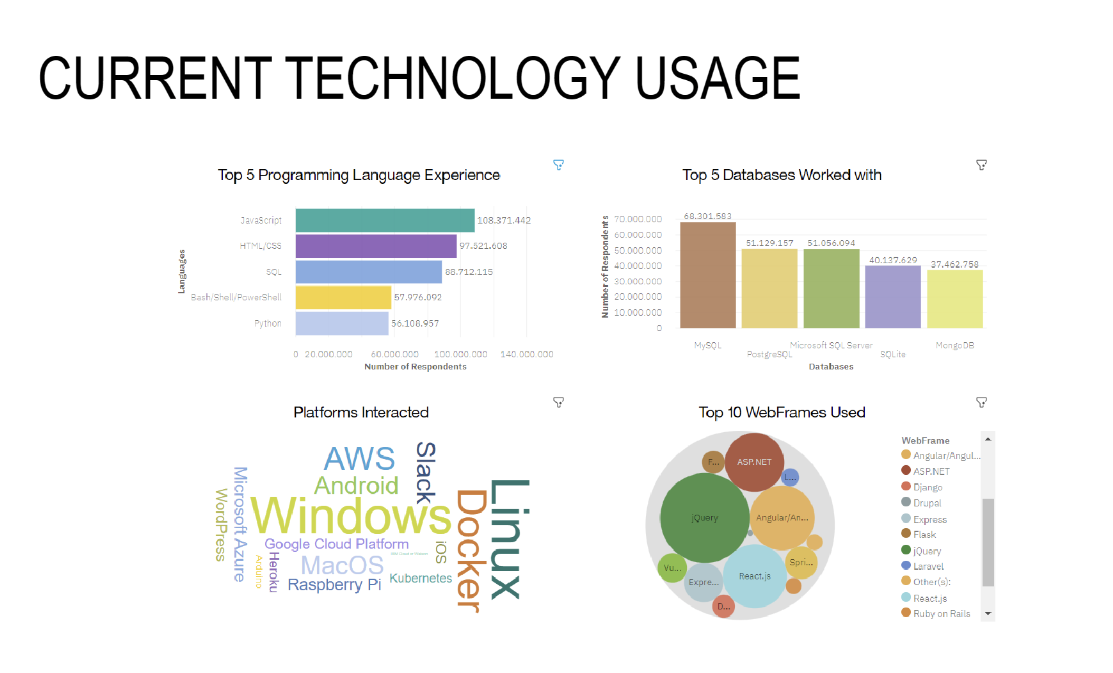 CURRENT TECHNOLOGY USAGE
Top 5 Programming Language Experience
Languages
JavaScript
108.371.442
HTML/CSS
97.521.608
SQL
88.712.115
Bash/Shell/PowerShell
57.976.092
Python
56.108.957
0 20.000.000 60.000.000 100.000.000 140.000.000
Number of Respondents
Top 5 Databases Worked with
Number of Respondents
70.000.000
60.000.000
50.000.000
40.000.000
30.000.000
20.000.000
10.000.000
0
68.301.583
51.129.157
51.056.094
40.137.629
37.462.758
MySQL
PostgreSQL
Microsoft SQL Server
SQLite
MongoDB
Databases
Platforms Interacted
AWS
Slack
Android
Microsoft Azure
WordPress
Windows
Docker
Linux
Google Cloud Platform
iOS
MacOS
Heroku
Arduino
Raspberry Pi
Kubernetes
Top 10 WebFrames Used
F...
ASP.NET
L...
jQuery
Angular/An...
Vu...
Expre...
React.js
Spri...
D...
WebFrame
Angular/Angul...
ASP.NET
Django
Drupal
Express
Flask
jQuery
Laravel
Other(s):
React.js
Ruby on Rails